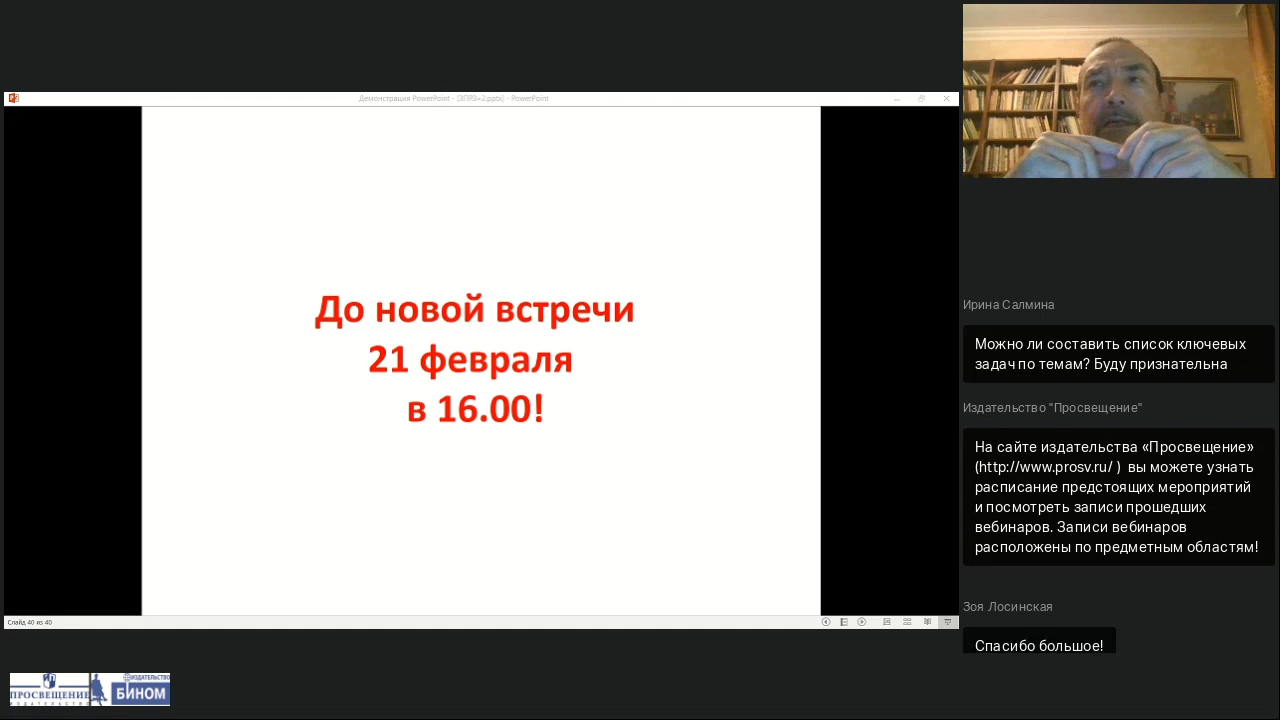 Демонстрация PowerPoint - [ЗПРЗ=2.pptx] - PowerPoint
До новой встречи
21 февраля
в 16.00!
Слайд 40 из 40
Ирина Салмина
Можно ли составить список ключевых
задач по темам? Буду признательна
Издательство "Просвещение"
На сайте издательства «Просвещение»
(http://www.prosv.ru/ ) вы можете узнать
расписание предстоящих мероприятий
и посмотреть записи прошедших
вебинаров. Записи вебинаров
расположены по предметным областям!
Зоя Лосинская
Спасибо большое!
ПРОСВЕЩЕНИЕ
ИЗДАТЕЛЬСТВО
ИЗДАТЕЛЬСТВО
БИНОМ